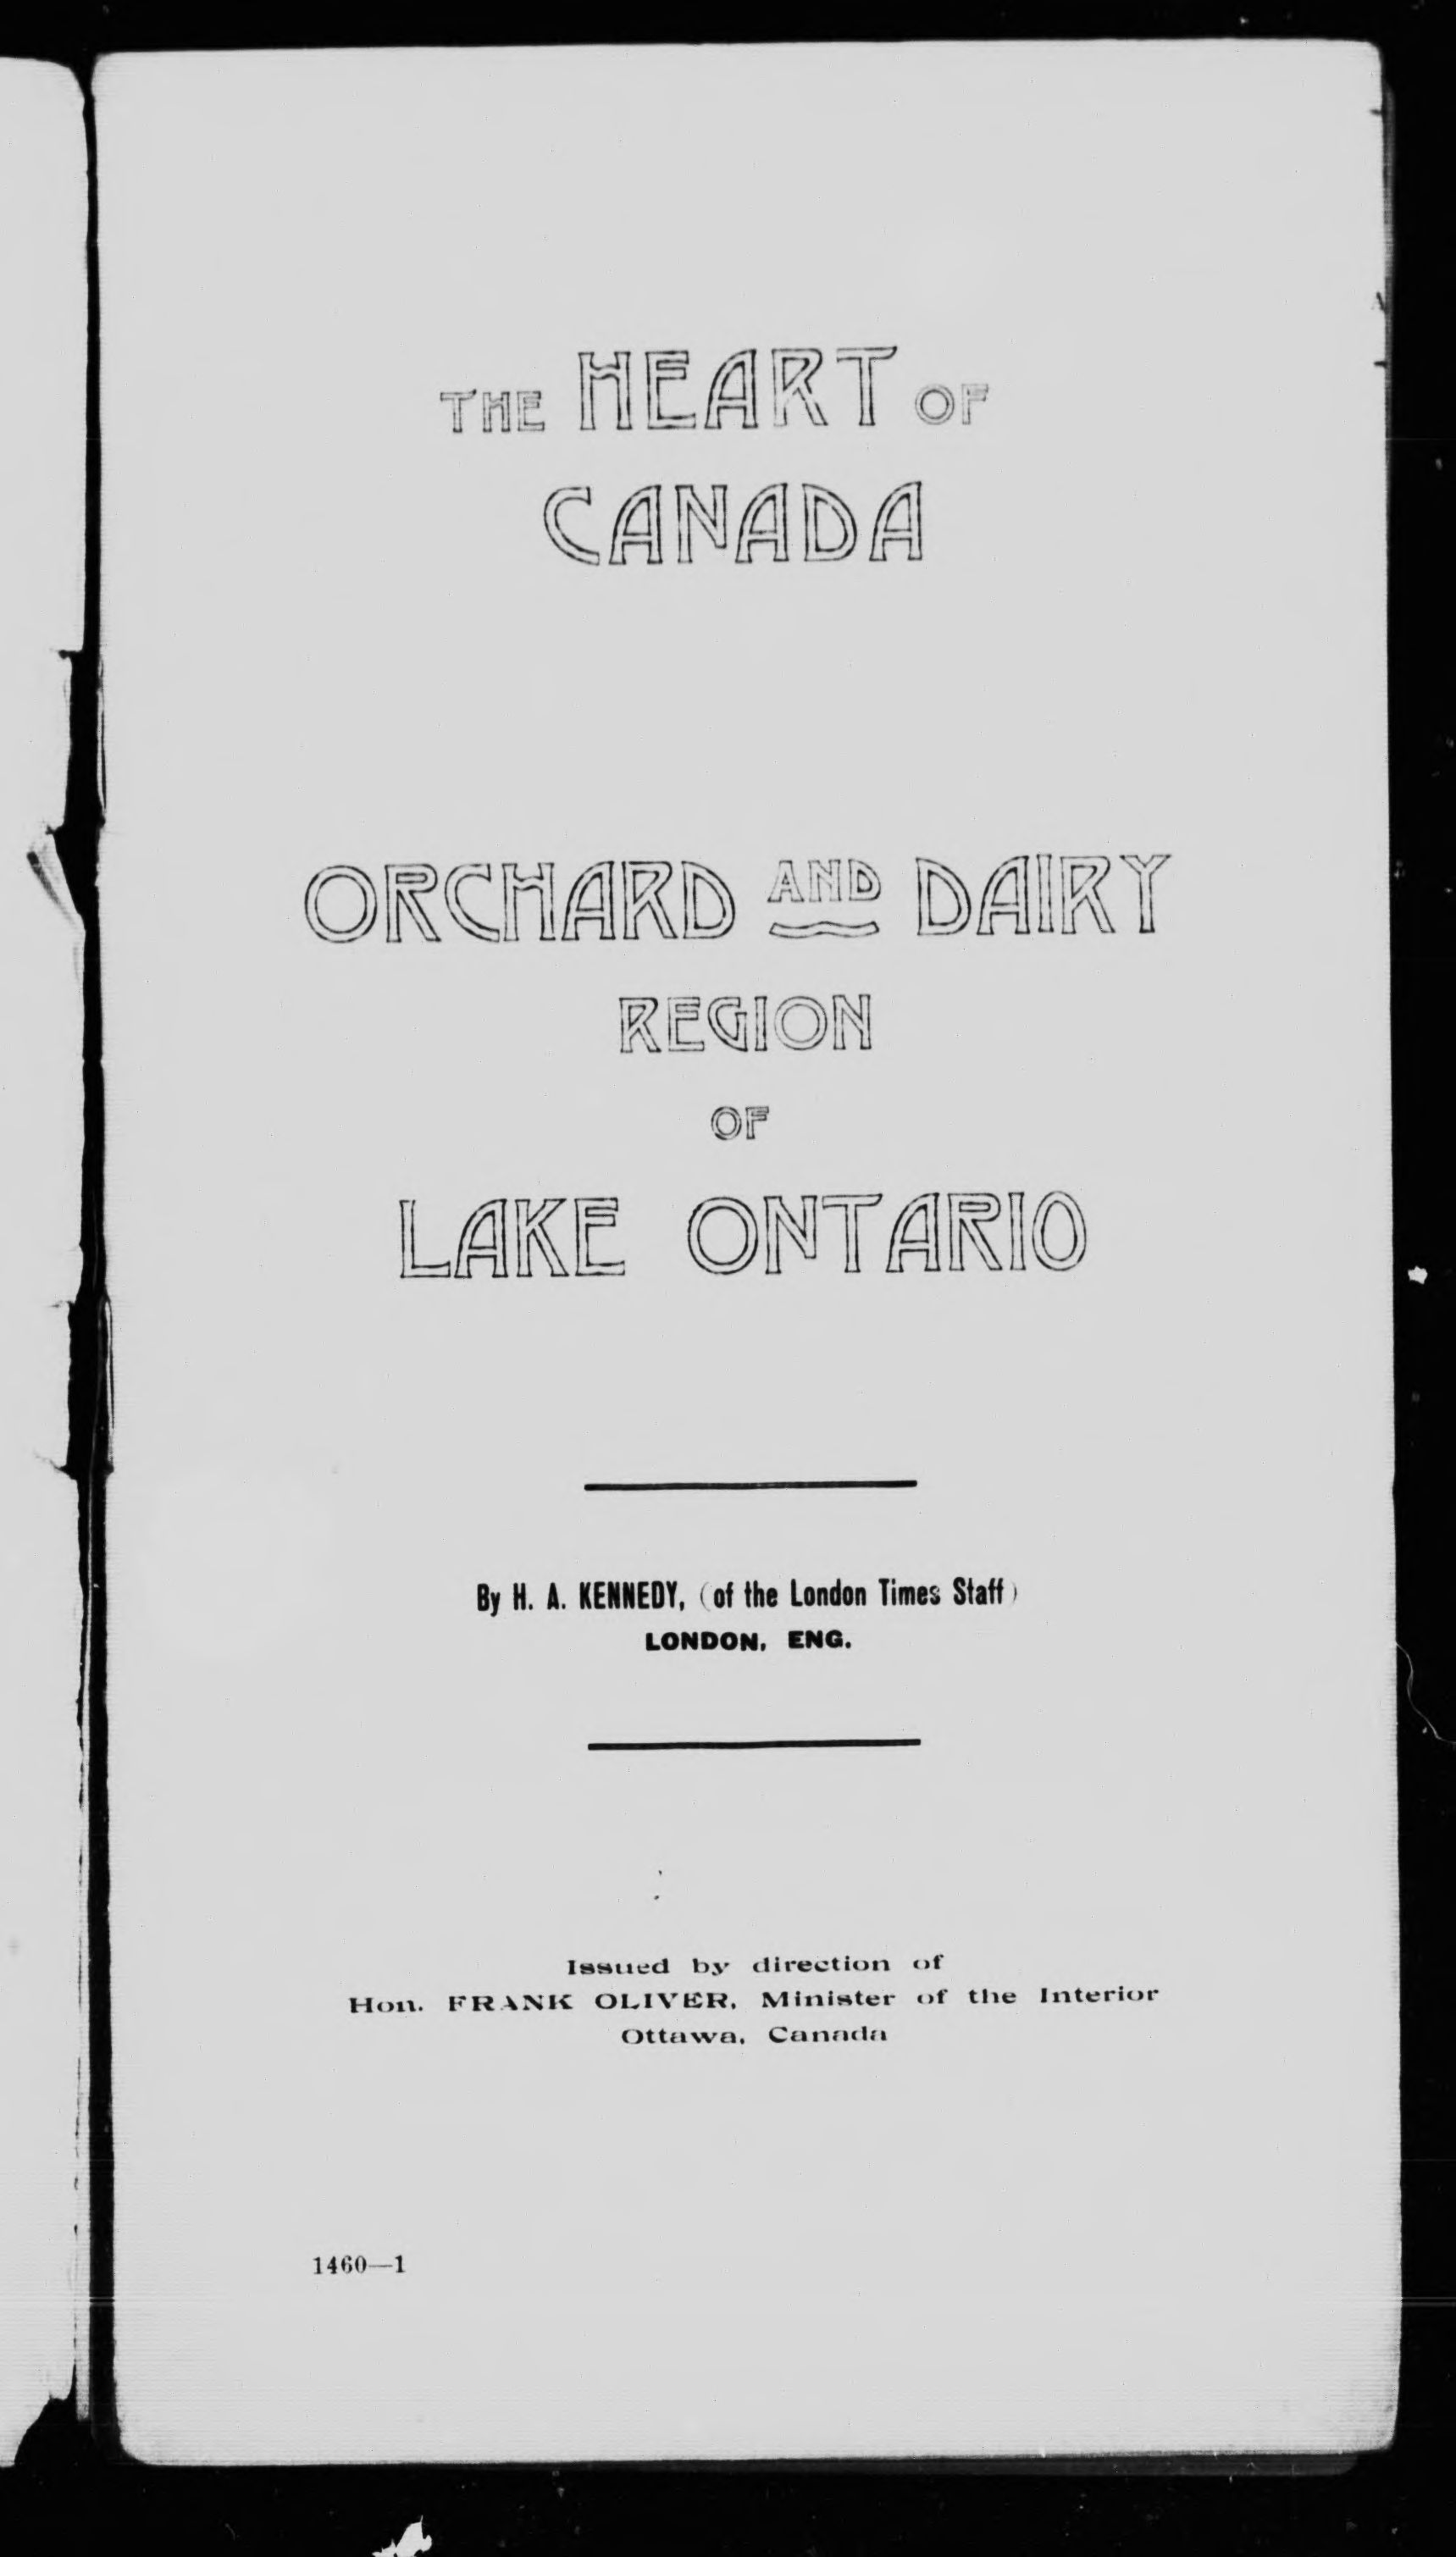 THE HEART OF
CANADA
ORCHARD AND DAIRY
REGION
OF
LAKE ONTARIO
By H. A. KENNEDY, (of the London Times Staff)
LONDON, ENG.
Issued by direction of
Hon. FRANK OLIVER, Minister of the Interior
Ottawa, Canada
1460—1